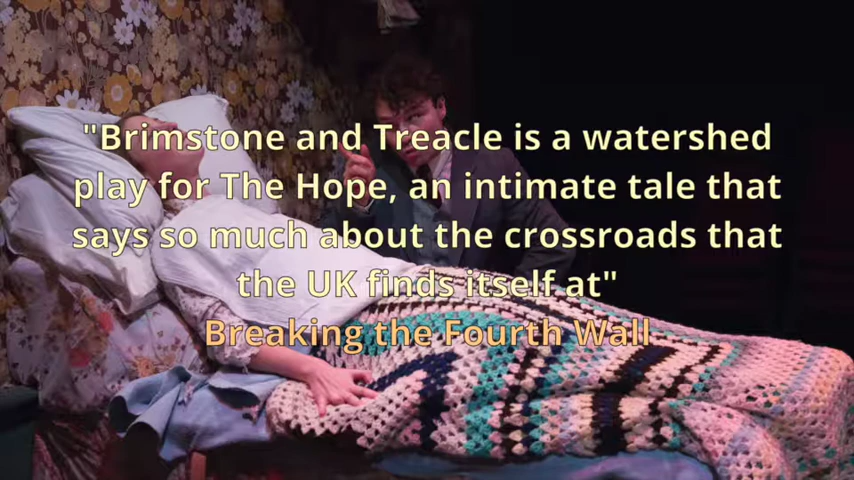 "Brimstone and Treacle is a watershed
play for The Hope, an intimate tale that
says so much about the crossroads that
the UK finds itself at"
Breaking the Fourth Wall